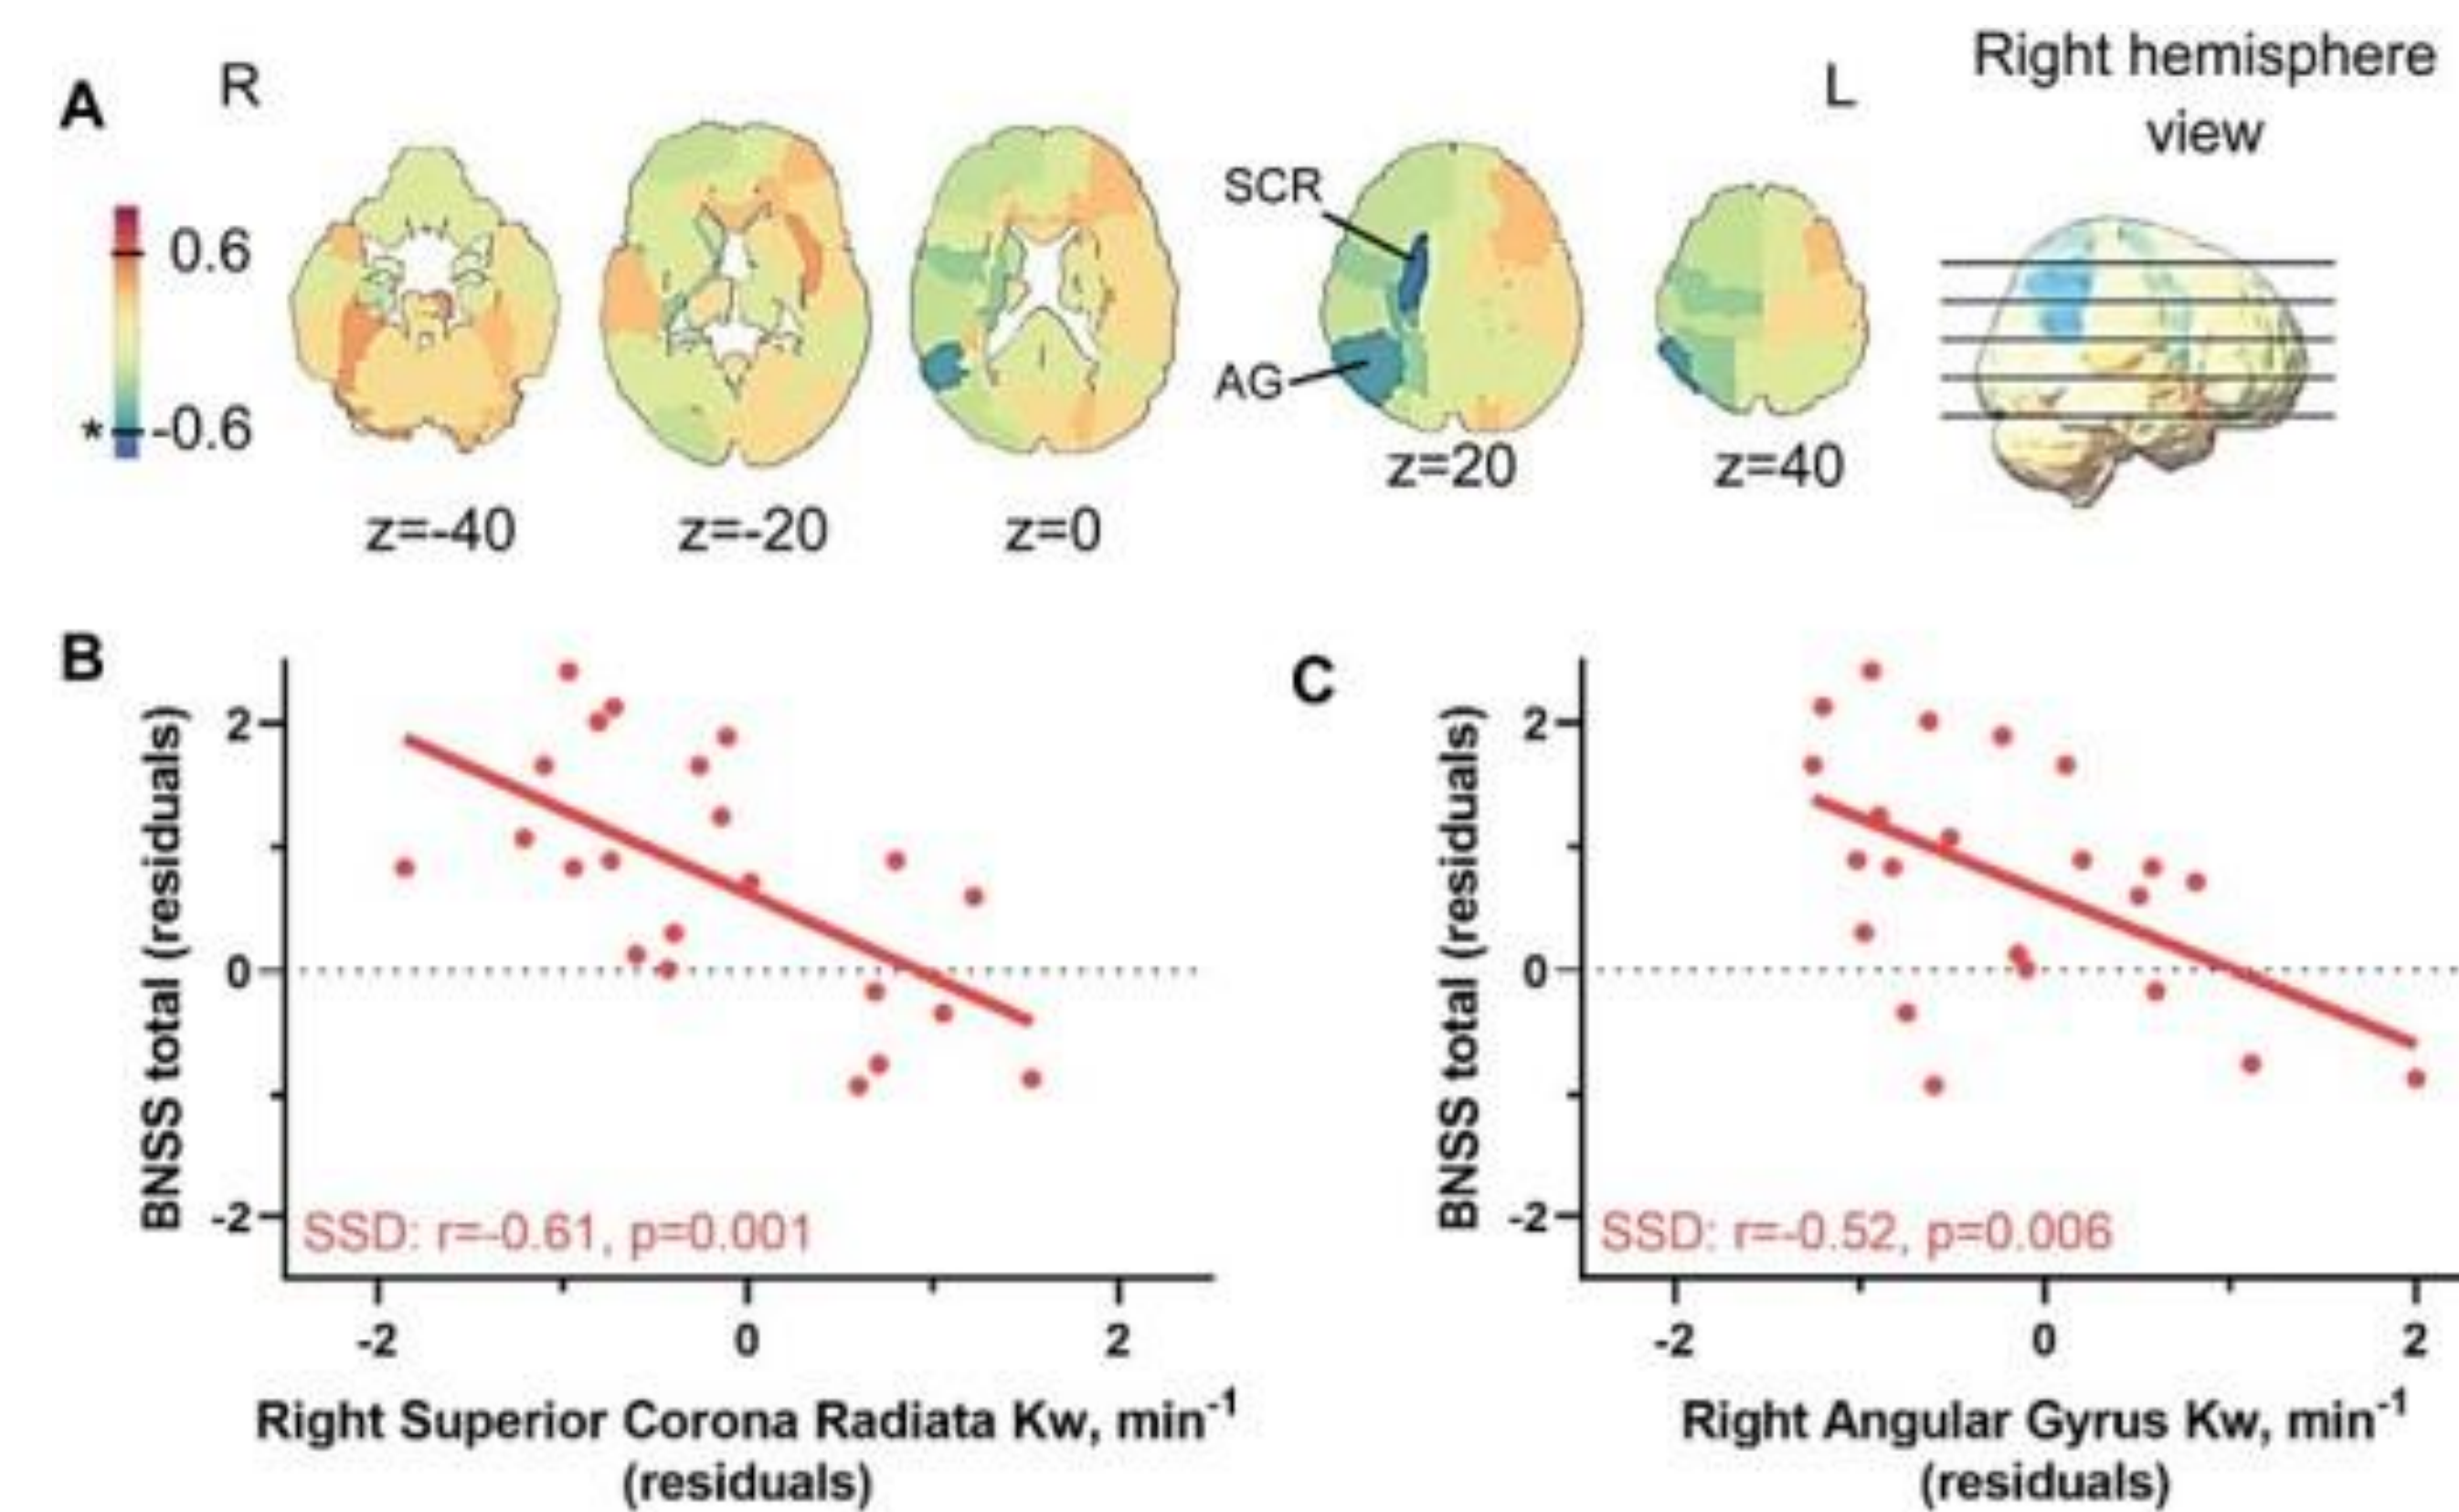 A
R
L
Right hemisphere
view
0.6
* -0.6
SCR
AG
z=-40
z=-20
z=0
z=20
z=40
B
BNSS total (residuals)
2
0
-2
SSD: r=-0.61, p=0.001
-2 0 2
Right Superior Corona Radiata Kw, min⁻¹
(residuals)
C
BNSS total (residuals)
2
0
-2
SSD: r=-0.52, p=0.006
-2 0 2
Right Angular Gyrus Kw, min⁻¹
(residuals)